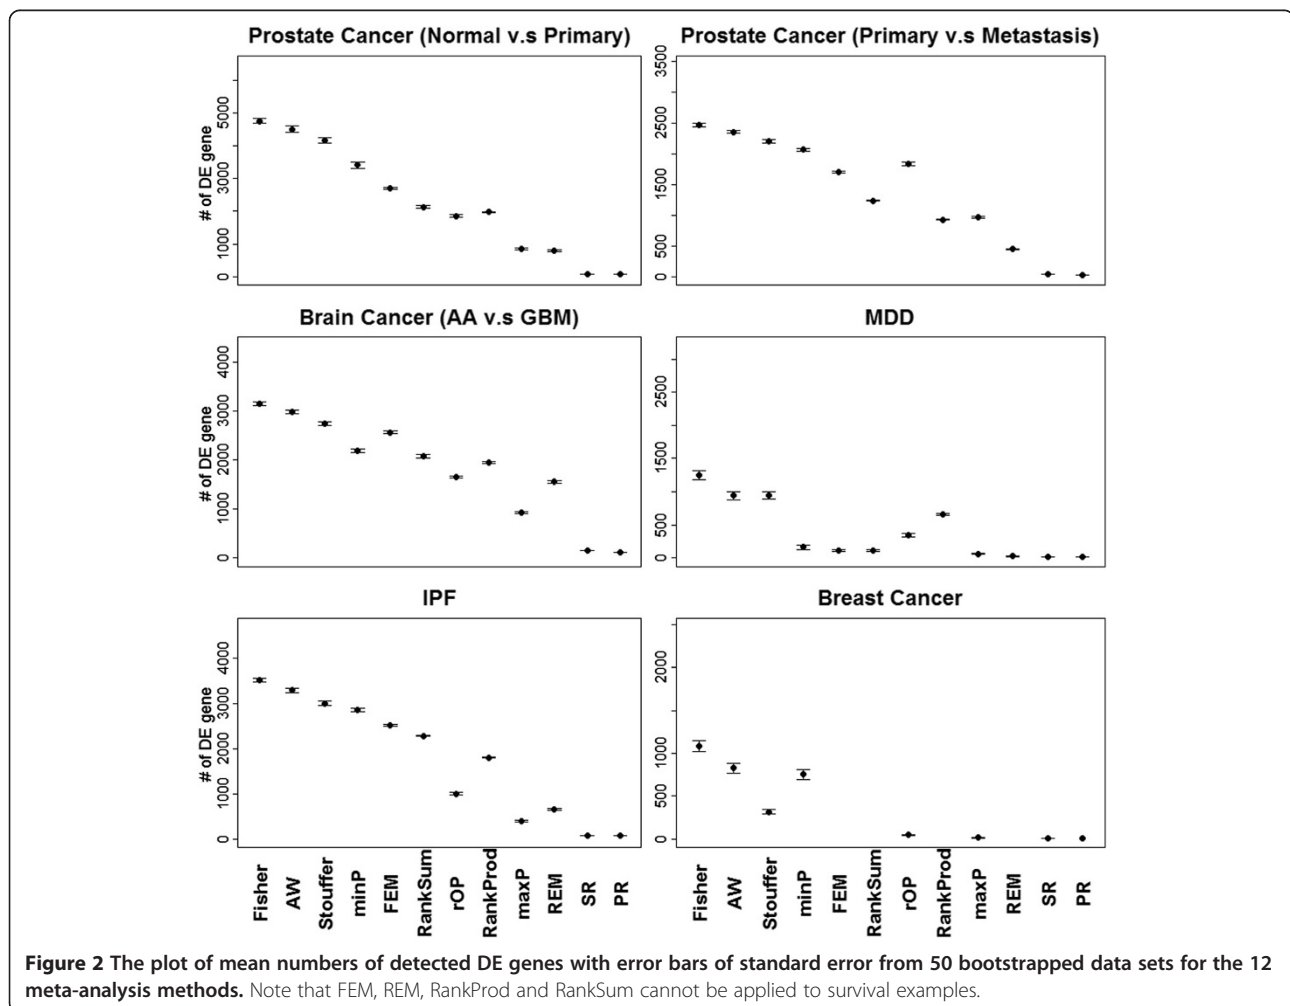 Prostate Cancer (Normal v.s Primary)
# of DE gene
5000
3000
1000
0
Prostate Cancer (Primary v.s Metastasis)
3500
2500
1500
500
0
Brain Cancer (AA v.s GBM)
# of DE gene
4000
3000
2000
1000
0
MDD
2500
1500
500
0
IPF
# of DE gene
4000
3000
2000
1000
0
Fisher
AW
Stouffer
minP
FEM
RankSum
rOP
RankProd
maxP
REM
SR
PR
Breast Cancer
2000
1000
500
0
Fisher
AW
Stouffer
minP
FEM
RankSum
rOP
RankProd
maxP
REM
SR
PR
Figure 2 The plot of mean numbers of detected DE genes with error bars of standard error from 50 bootstrapped data sets for the 12
meta-analysis methods. Note that FEM, REM, RankProd and RankSum cannot be applied to survival examples.